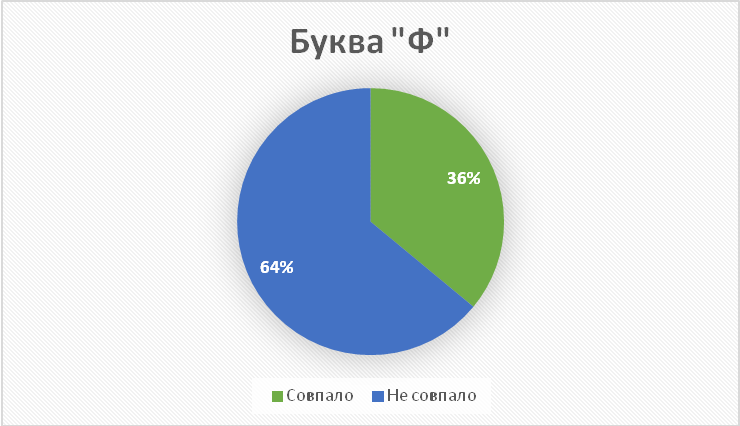 Буква "Ф"
36%
64%
Совпало
Не совпало